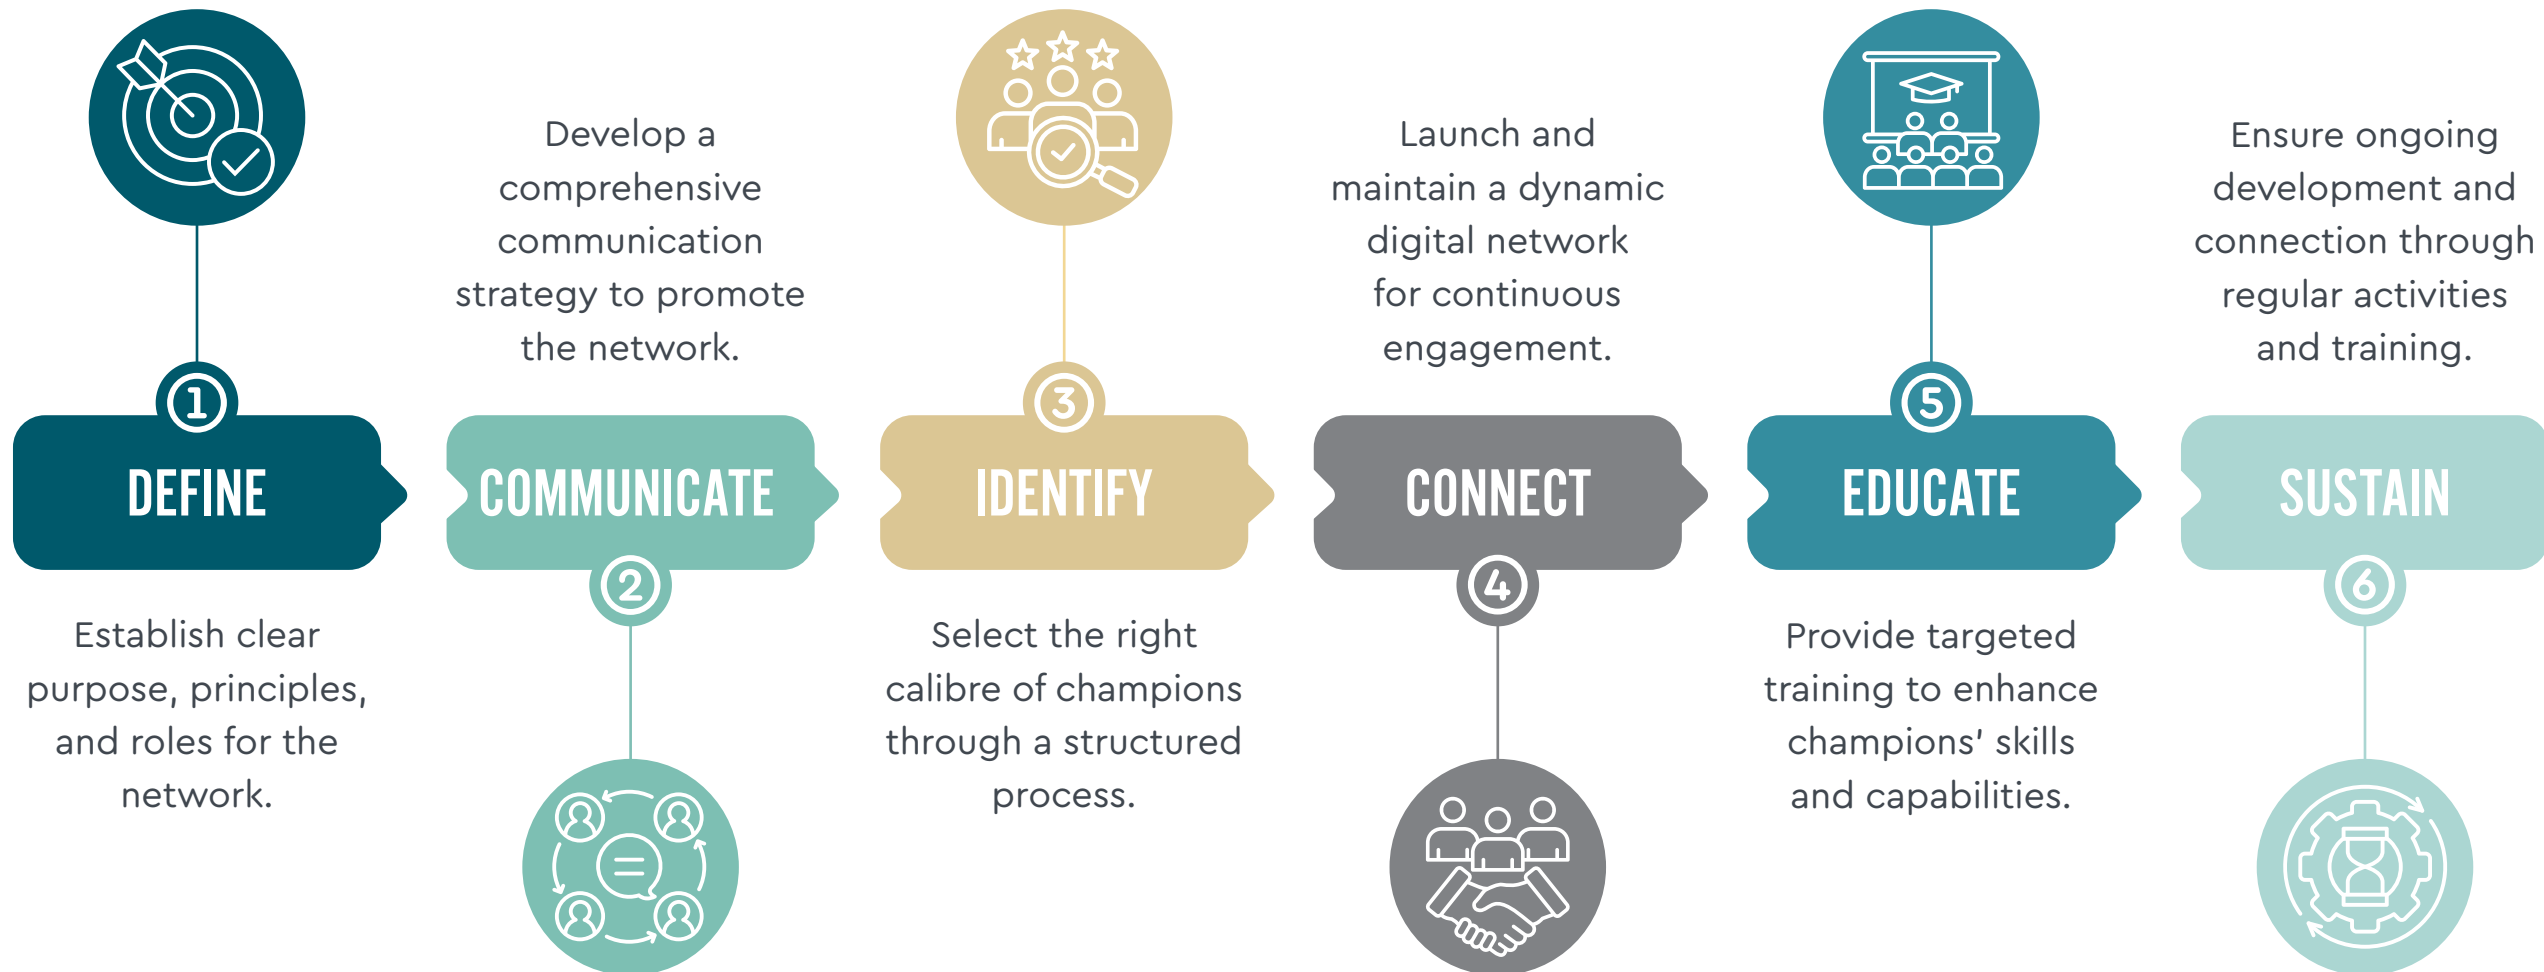 1
DEFINE
Establish clear
purpose, principles,
and roles for the
network.
Develop a
comprehensive
communication
strategy to promote
the network.
COMMUNICATE
2
3
IDENTIFY
Select the right
calibre of champions
through a structured
process.
Launch and
maintain a dynamic
digital network
for continuous
engagement.
CONNECT
4
5
EDUCATE
Provide targeted
training to enhance
champions' skills
and capabilities.
Ensure ongoing
development and
connection through
regular activities
and training.
SUSTAIN
6